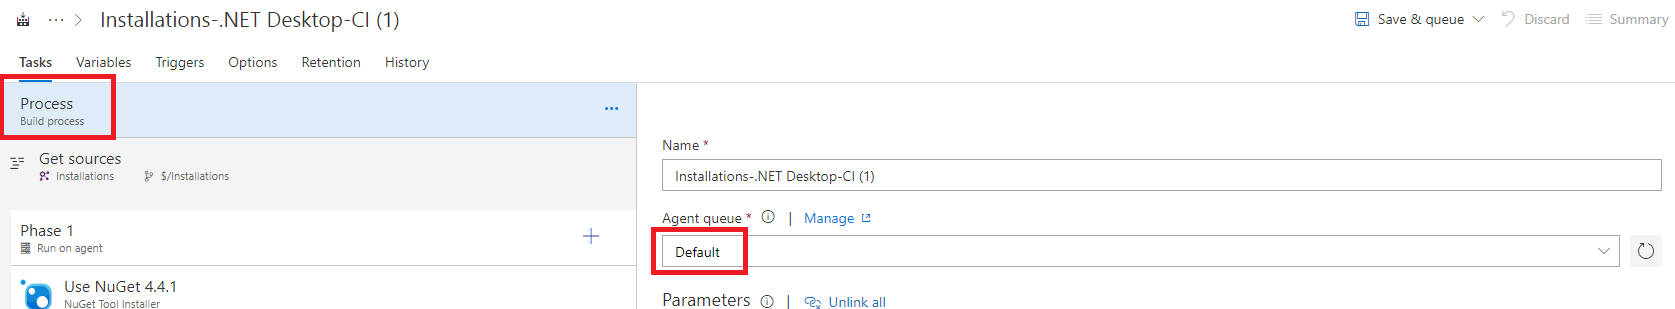 Installations-.NET Desktop-CI (1)
Save & queue
Discard
Summary
Tasks
Variables
Triggers
Options
Retention
History
Process
Build process
Get sources
Installations
$/Installations
Phase 1
Run on agent
Use NuGet 4.4.1
NuGet Tool Installer
Name *
Installations-.NET Desktop-CI (1)
Agent queue * | Manage
Default
Parameters | Unlink all